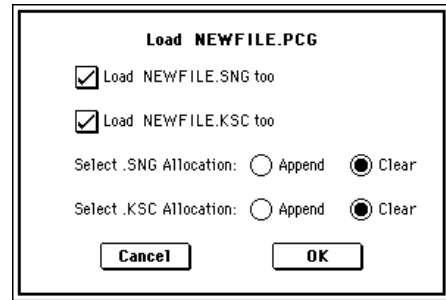 Load NEWFILE.PCG
Load NEWFILE.SNG too
Load NEWFILE.KSC too
Select .SNG Allocation: Append Clear
Select .KSC Allocation: Append Clear
Cancel OK